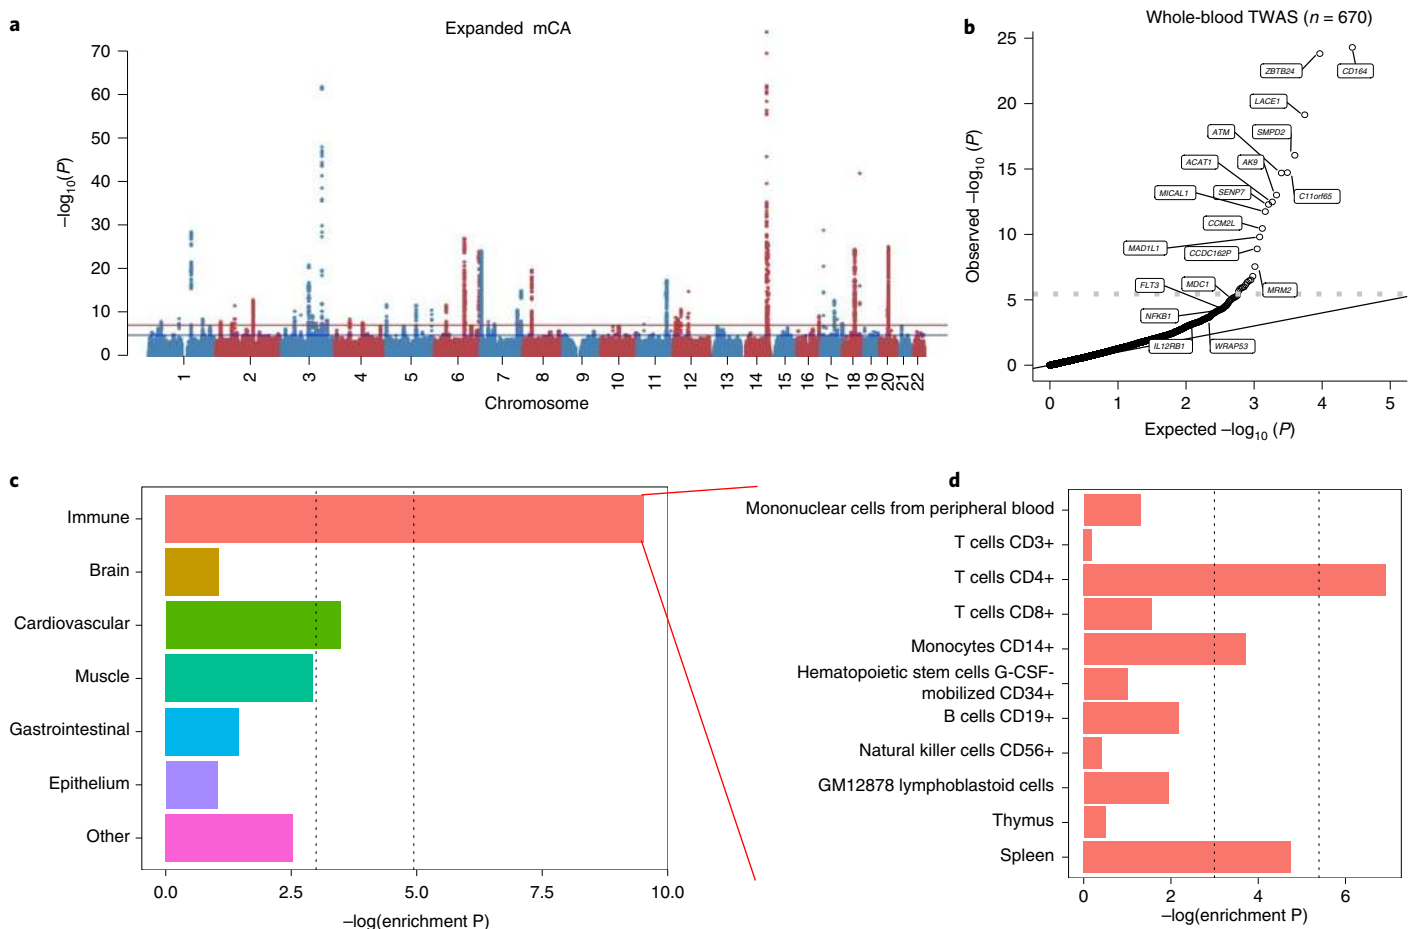 a
Expanded mCA
–log10(P)
70
60
50
40
30
20
10
0
1 2 3 4 5 6 7 8 9 10 11 12 13 14 15 16 17 18 19 20 21 22
Chromosome
b
Whole-blood TWAS (n = 670)
Observed –log10 (P)
25
20
15
10
5
0
ZBTB24
CD164
LACE1
ATM
SMPD2
ACAT1
AK9
MICAL1
SENP7
C11orf65
CCM2L
MAD1L1
CCDC162P
FLT3
MDC1
MRM2
NFKB1
IL12RB1
WRAP53
0 1 2 3 4 5
Expected –log10 (P)
c
Immune
Brain
Cardiovascular
Muscle
Gastrointestinal
Epithelium
Other
0.0 2.5 5.0 7.5 10.0
–log(enrichment P)
d
Mononuclear cells from peripheral blood
T cells CD3+
T cells CD4+
T cells CD8+
Monocytes CD14+
Hematopoietic stem cells G-CSF-
mobilized CD34+
B cells CD19+
Natural killer cells CD56+
GM12878 lymphoblastoid cells
Thymus
Spleen
0 2 4 6
–log(enrichment P)